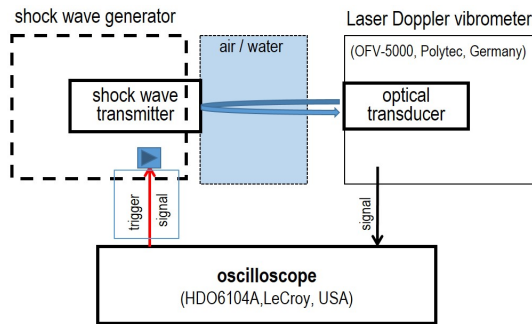 shock wave generator
Laser Doppler vibrometer
(OFV-5000, Polytec, Germany)
air / water
shock wave
transmitter
optical
transducer
trigger
signal
signal
oscilloscope
(HDO6104A,LeCroy, USA)